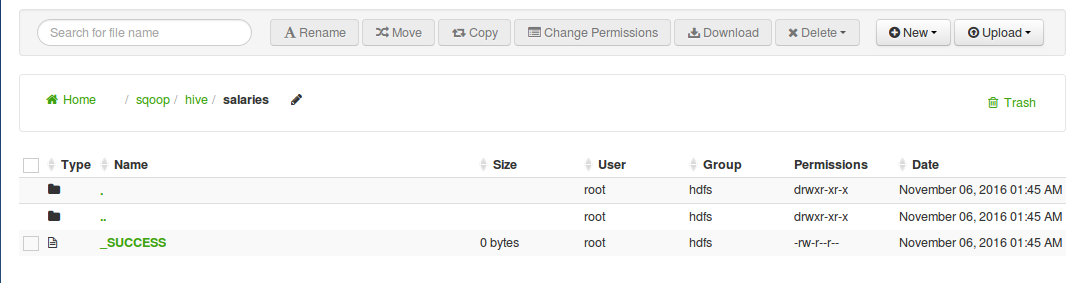 Search for file name Rename Move Copy Change Permissions Download Delete New Upload
Home / sqoop / hive / salaries Trash
Type Name Size User Group Permissions Date
. root hdfs drwxr-xr-x November 06, 2016 01:45 AM
.. root hdfs drwxr-xr-x November 06, 2016 01:45 AM
_SUCCESS 0 bytes root hdfs -rw-r--r-- November 06, 2016 01:45 AM